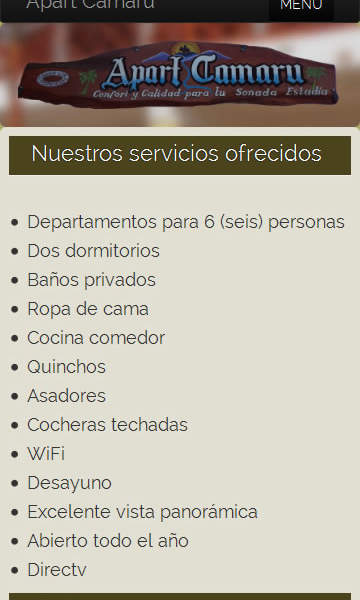 Apart Camaru
MENU
Apart Camaru
Confort y Calidad para tu Soñada Estadía
Nuestros servicios ofrecidos
Departamentos para 6 (seis) personas
Dos dormitorios
Baños privados
Ropa de cama
Cocina comedor
Quinchos
Asadores
Cocheras techadas
WiFi
Desayuno
Excelente vista panorámica
Abierto todo el año
Directv